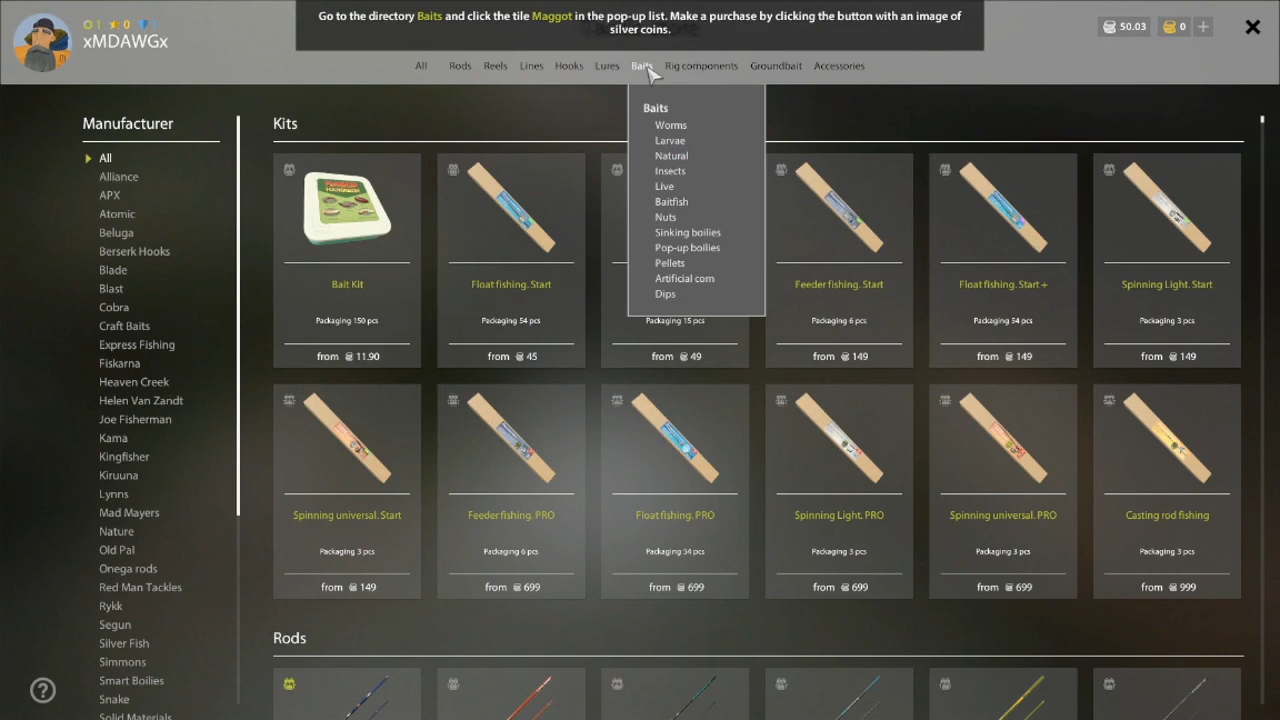 Go to the directory Baits and click the tile Maggot in the pop-up list. Make a purchase by clicking the button with an image of
silver coins.
1 0
xMDAWGx
50.03 0 +
All Rods Reels Lines Hooks Lures Baits Rig components Groundbait Accessories
Baits
Worms
Larvae
Natural
Insects
Live
Baitfish
Nuts
Sinking boilies
Pop-up boilies
Pellets
Artificial corn
Dips
Manufacturer
All
Alliance
APX
Atomic
Beluga
Berserk Hooks
Blade
Blast
Cobra
Craft Baits
Express Fishing
Fiskarna
Heaven Creek
Helen Van Zandt
Joe Fisherman
Kama
Kingfisher
Kiruuna
Lynns
Mad Mayers
Nature
Old Pal
Onega rods
Red Man Tackles
Rykk
Segun
Silver Fish
Simmons
Smart Boilies
Snake
Solid Materials
?
Kits
Bait Kit
Packaging 150 pcs
from 11.90
Float fishing. Start
Packaging 54 pcs
from 45
Packaging 15 pcs
from 49
Feeder fishing. Start
Packaging 6 pcs
from 149
Float fishing. Start +
Packaging 54 pcs
from 149
Spinning Light. Start
Packaging 3 pcs
from 149
Spinning universal. Start
Packaging 3 pcs
from 149
Feeder fishing. PRO
Packaging 6 pcs
from 699
Float fishing. PRO
Packaging 54 pcs
from 699
Spinning Light. PRO
Packaging 3 pcs
from 699
Spinning universal. PRO
Packaging 3 pcs
from 699
Casting rod fishing
Packaging 3 pcs
from 999
Rods